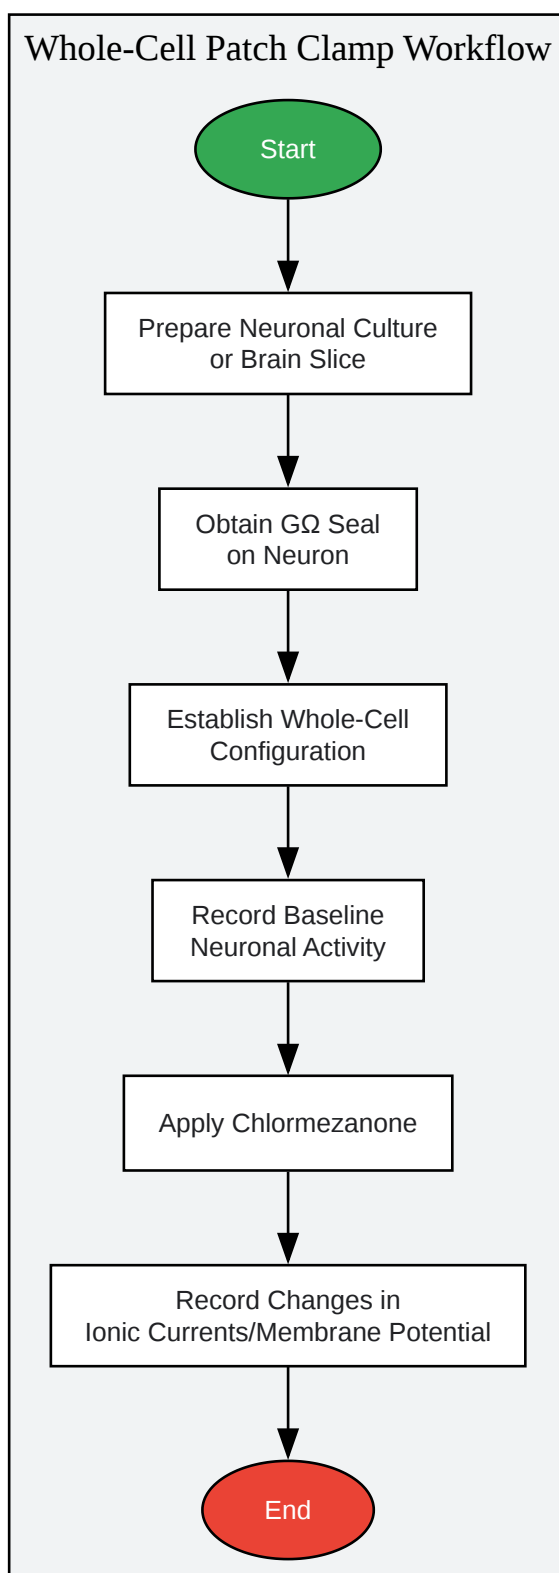 Whole-Cell Patch Clamp Workflow
Start
Prepare Neuronal Culture
or Brain Slice
Obtain GΩ Seal
on Neuron
Establish Whole-Cell
Configuration
Record Baseline
Neuronal Activity
Apply Chlormezanone
Record Changes in
Ionic Currents/Membrane Potential
End